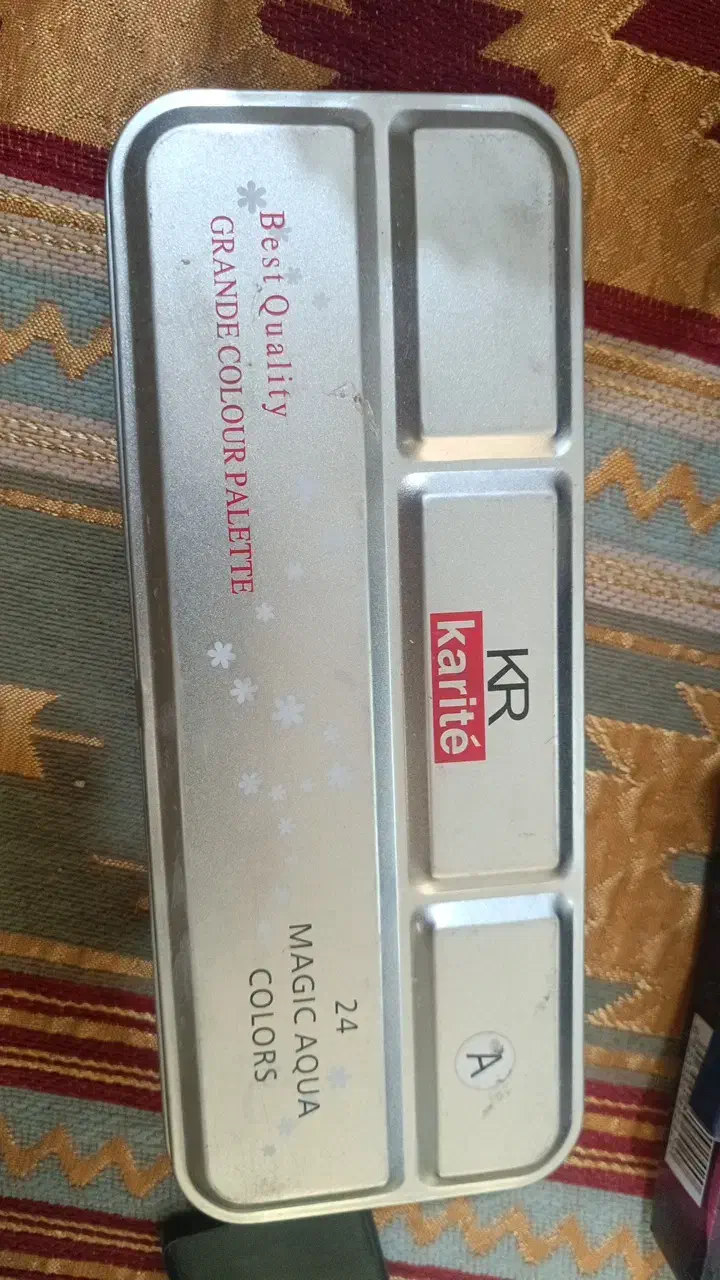 Best Quality
GRANDE COLOUR PALETTE
KR
karité
24
MAGIC AQUA
COLORS
A